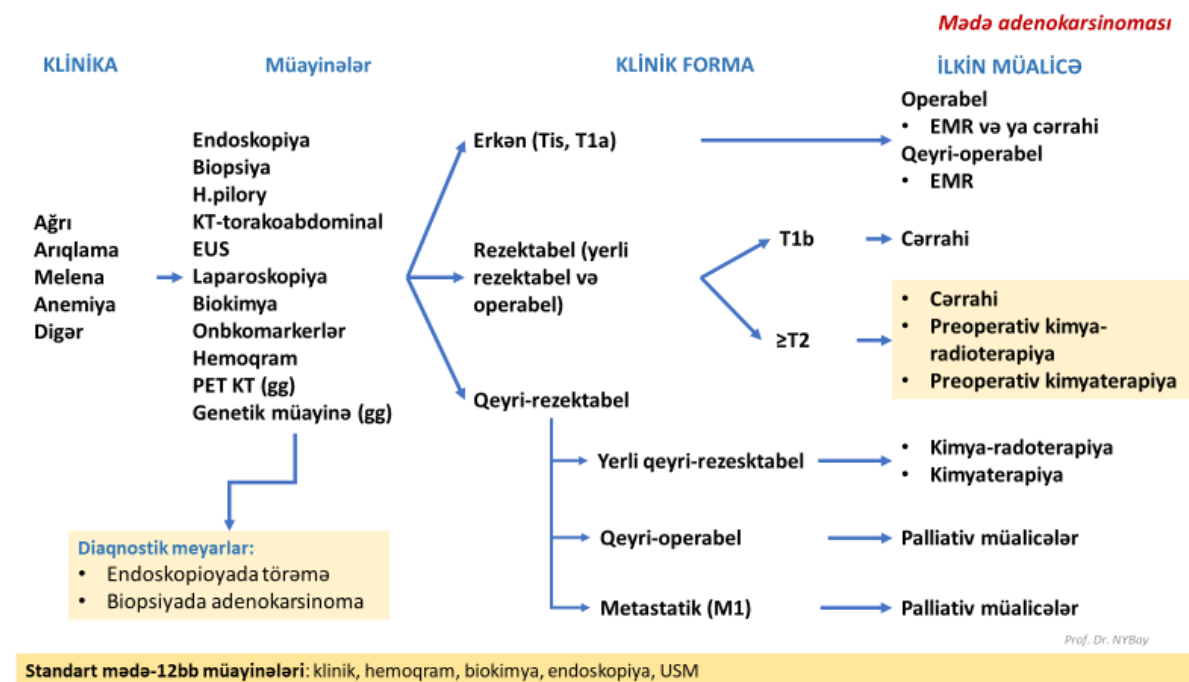 Mədə adenokarsinoması
KLİNİKA
Müayinələr
KLİNİK FORMA
İLKİN MÜALİCƏ
Ağrı
Arıqlama
Melena
Anemiya
Digər
Endoskopiya
Biopsiya
H.pilory
KT-torakoabdominal
EUS
Laparoskopiya
Biokimya
Onbkomarkerlər
Hemoqram
PET KT (gg)
Genetik müayinə (gg)
Diaqnostik meyarlar:
• Endoskopioyada törəmə
• Biopsiyada adenokarsinoma
Erkən (Tis, T1a)
Operabel
• EMR və ya cərrahi
Qeyri-operabel
• EMR
Rezektabel (yerli
rezektabel və
operabel)
T1b
Cərrahi
≥T2
• Cərrahi
• Preoperativ kimya-
radioterapiya
• Preoperativ kimyaterapiya
Qeyri-rezektabel
Yerli qeyri-rezesktabel
• Kimya-radoterapiya
• Kimyaterapiya
Qeyri-operabel
Palliativ müalicələr
Metastatik (M1)
Palliativ müalicələr
Prof. Dr. NYBay
Standart mədə-12bb müayinələri: klinik, hemoqram, biokimya, endoskopiya, USM